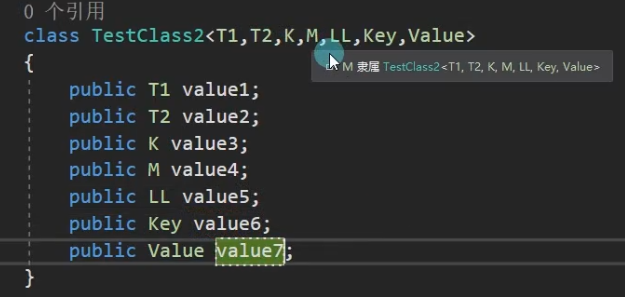 0 个引用
class TestClass2<T1,T2,K,M,LL,Key,Value>
{
M 隶属 TestClass2<T1, T2, K, M, LL, Key, Value>
public T1 value1;
public T2 value2;
public K value3;
public M value4;
public LL value5;
public Key value6;
public Value value7;
}